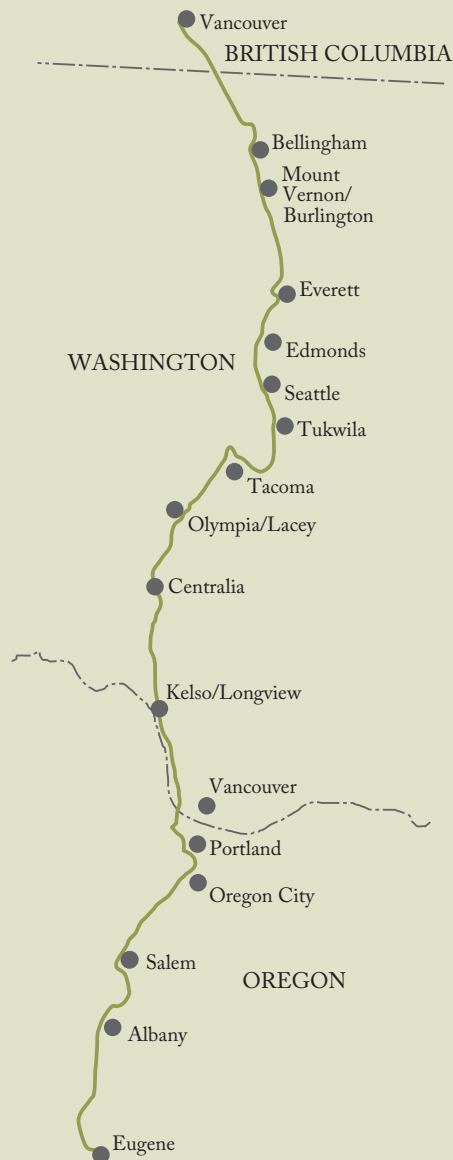 Vancouver
BRITISH COLUMBIA
Bellingham
Mount
Vernon/
Burlington
Everett
Edmonds
WASHINGTON
Seattle
Tukwila
Tacoma
Olympia/Lacey
Centralia
Kelso/Longview
Vancouver
Portland
Oregon City
Salem
OREGON
Albany
Eugene